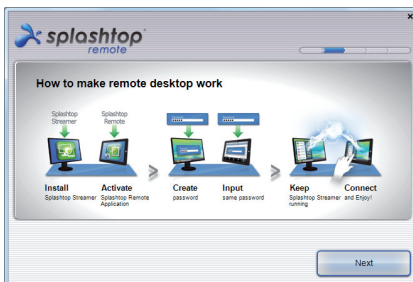 splashtop
remote
How to make remote desktop work
Splashtop Streamer
Splashtop Remote
Install
Splashtop Streamer
Activate
Splashtop Remote Application
>
Create
password
Input
same password
>
Keep
Splashtop Streamer running
Connect
and Enjoy!
Next